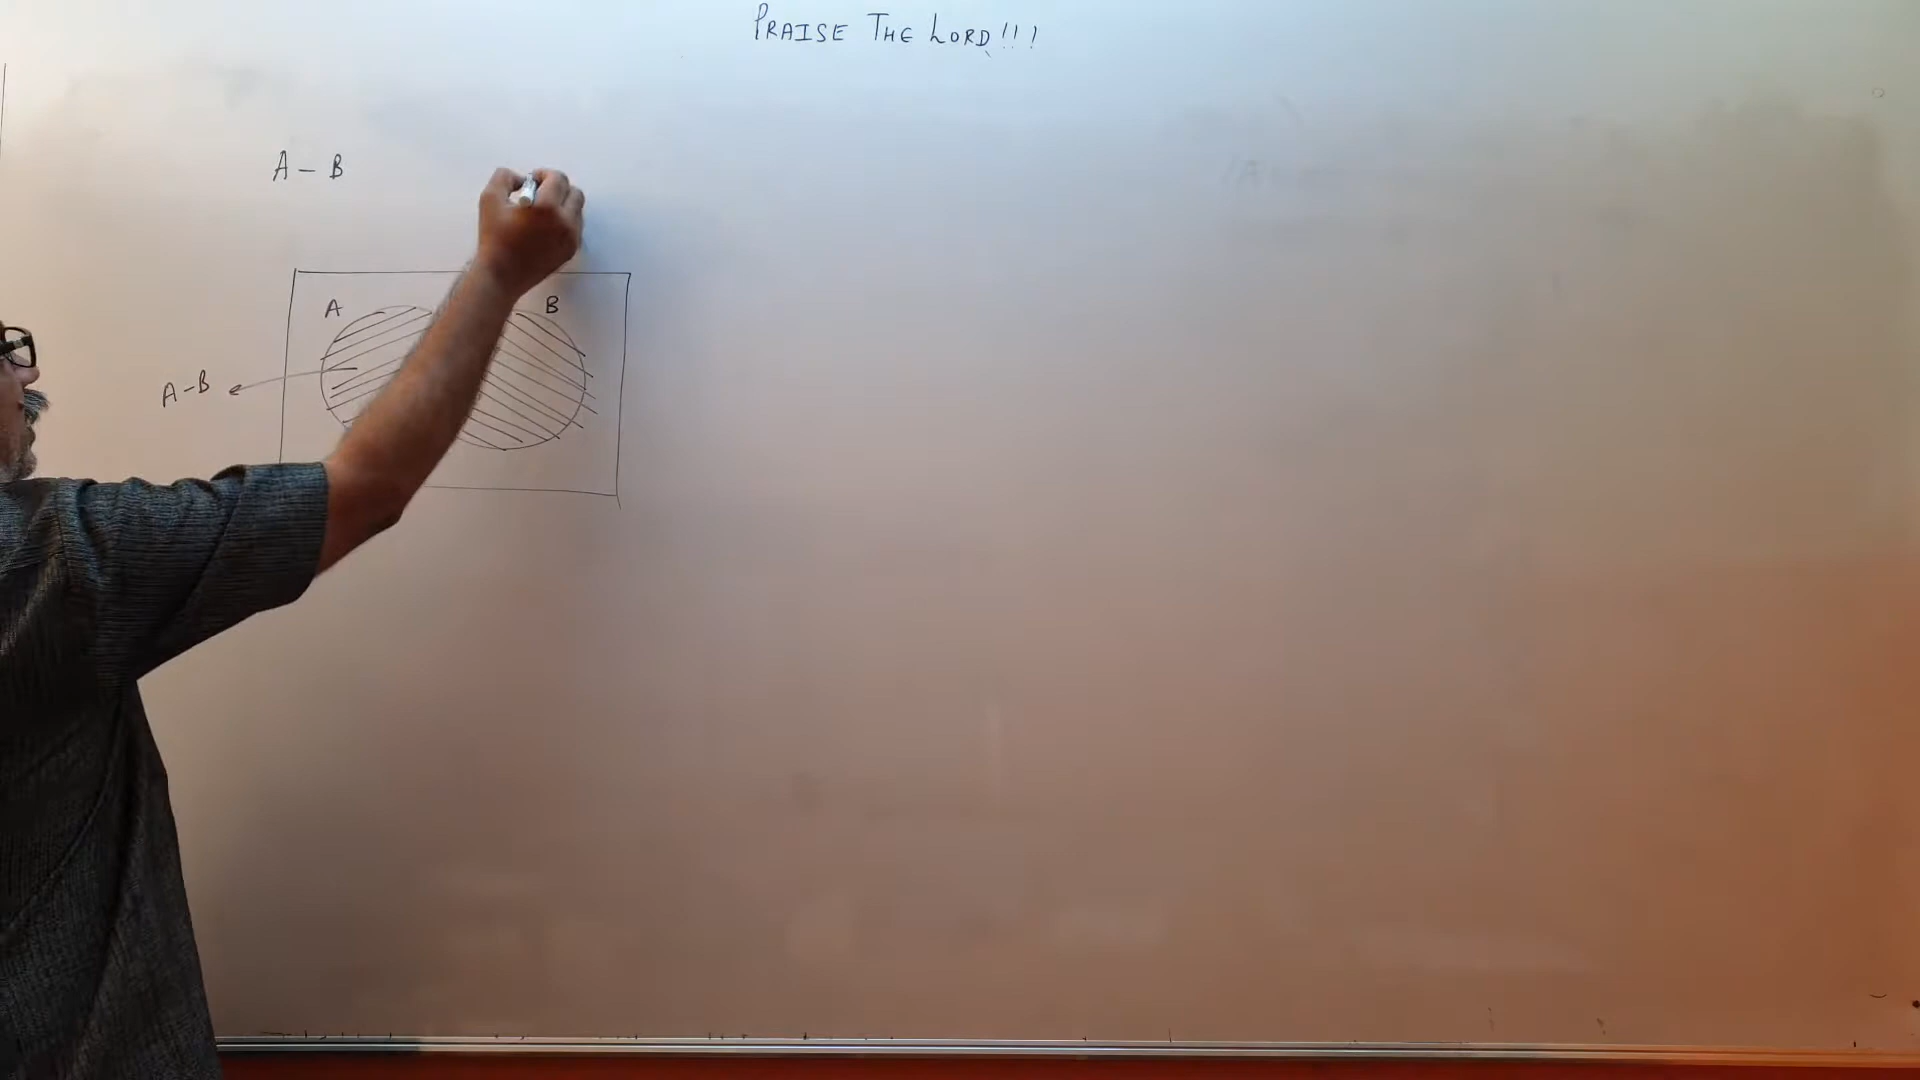 PRAISE THE LORD!!!
A – B
A B
A–B